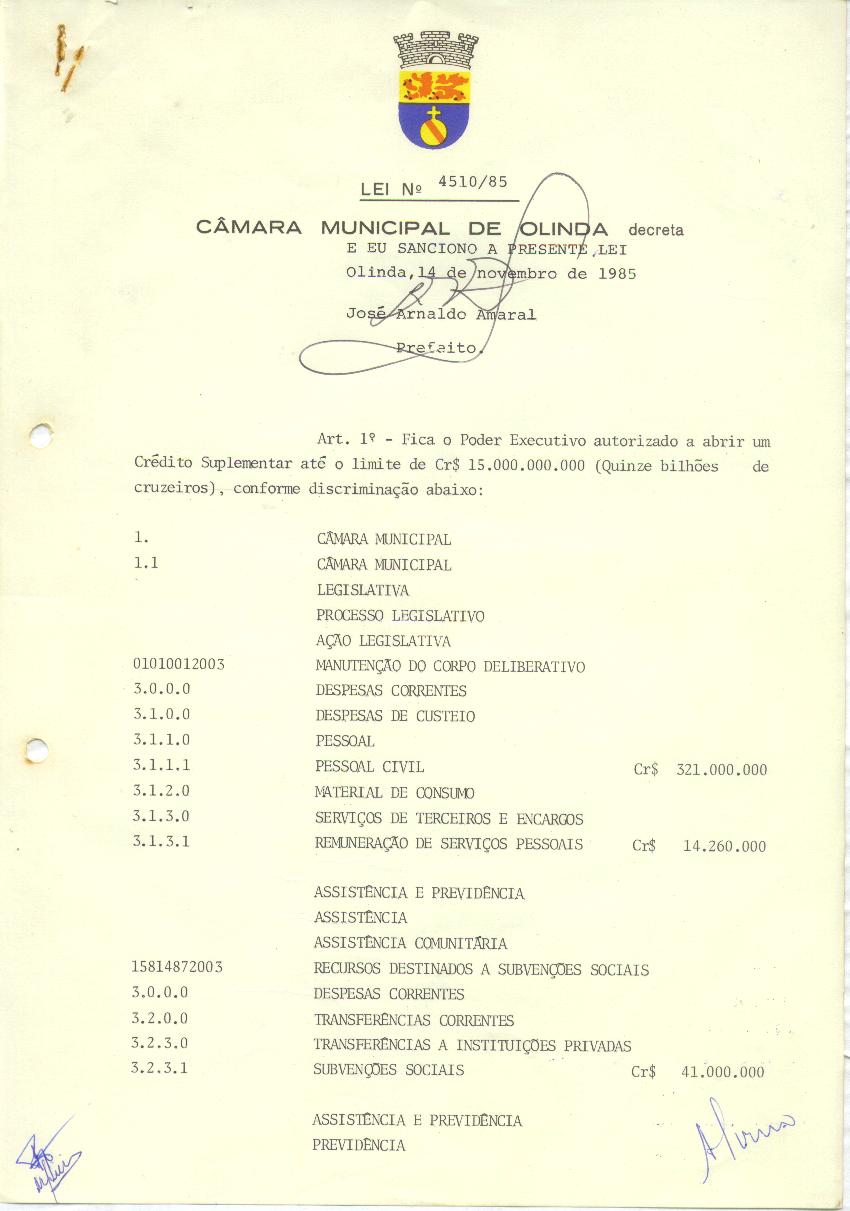 LEI Nº 4510/85
CÂMARA MUNICIPAL DE OLINDA decreta
E EU SANCIONO A PRESENTE LEI
Olinda, 14 de novembro de 1985
José Arnaldo Amaral
Prefeito.
Art. 1º - Fica o Poder Executivo autorizado a abrir um
Crédito Suplementar até o limite de Cr$ 15.000.000.000 (Quinze bilhões de
cruzeiros), conforme discriminação abaixo:
1. CÂMARA MUNICIPAL
1.1 CÂMARA MUNICIPAL
LEGISLATIVA
PROCESSO LEGISLATIVO
AÇÃO LEGISLATIVA
01010012003 MANUTENÇÃO DO CORPO DELIBERATIVO
3.0.0.0 DESPESAS CORRENTES
3.1.0.0 DESPESAS DE CUSTEIO
3.1.1.0 PESSOAL
3.1.1.1 PESSOAL CIVIL Cr$ 321.000.000
3.1.2.0 MATERIAL DE CONSUMO
3.1.3.0 SERVIÇOS DE TERCEIROS E ENCARGOS
3.1.3.1 REMUNERAÇÃO DE SERVIÇOS PESSOAIS Cr$ 14.260.000
ASSISTÊNCIA E PREVIDÊNCIA
ASSISTÊNCIA
ASSISTÊNCIA COMUNITÁRIA
15814872003 RECURSOS DESTINADOS A SUBVENÇÕES SOCIAIS
3.0.0.0 DESPESAS CORRENTES
3.2.0.0 TRANSFERÊNCIAS CORRENTES
3.2.3.0 TRANSFERÊNCIAS A INSTITUIÇÕES PRIVADAS
3.2.3.1 SUBVENÇÕES SOCIAIS Cr$ 41.000.000
ASSISTÊNCIA E PREVIDÊNCIA
PREVIDÊNCIA